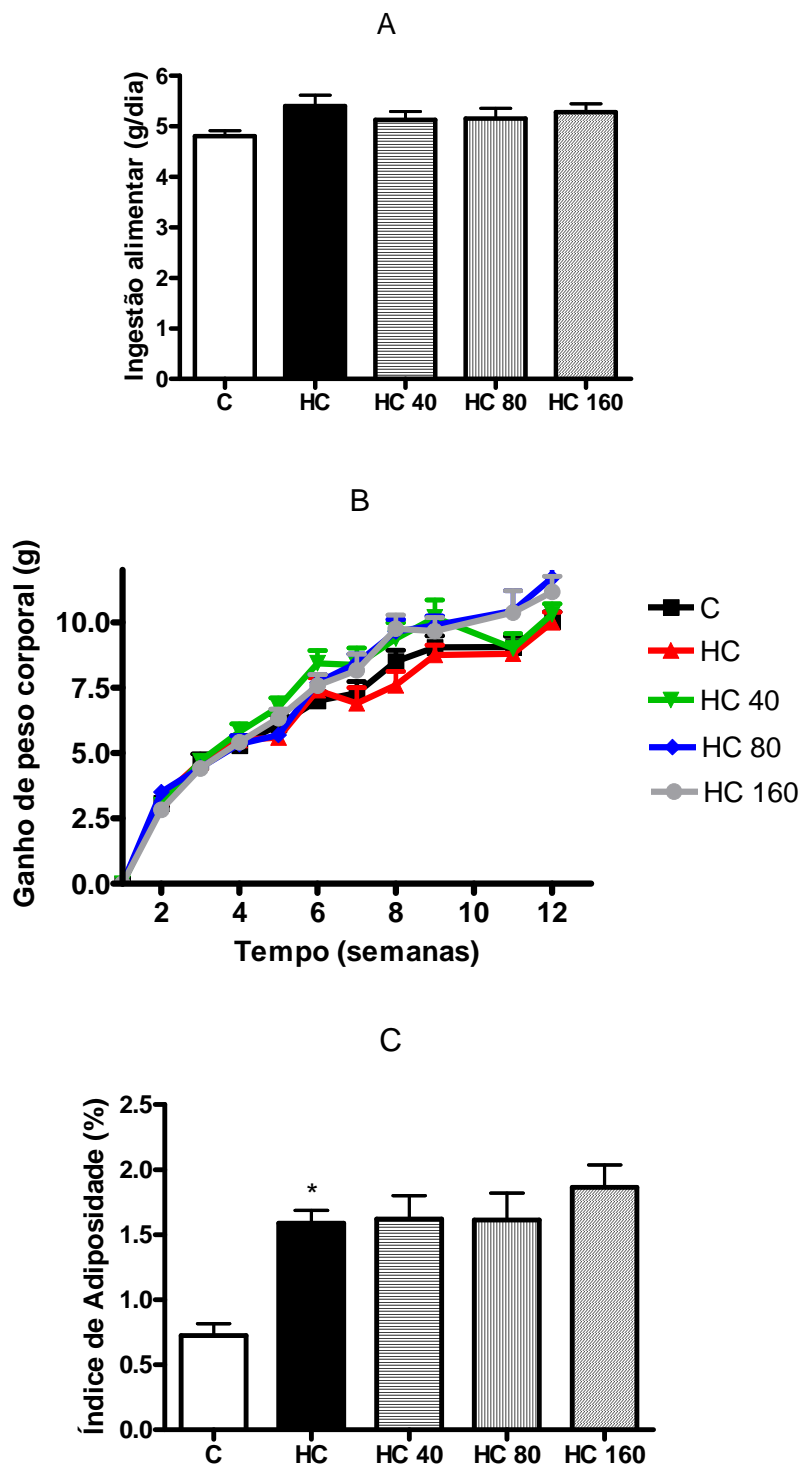 A
Ingestão alimentar (g/dia)
6
5
4
3
2
1
0
C HC HC 40 HC 80 HC 160
B
Ganho de peso corporal (g)
10.0
7.5
5.0
2.5
0.0
2 4 6 8 10 12
Tempo (semanas)
C
HC
HC 40
HC 80
HC 160
C
Índice de Adiposidade (%)
2.5
2.0
1.5
1.0
0.5
0.0
*
C HC HC 40 HC 80 HC 160